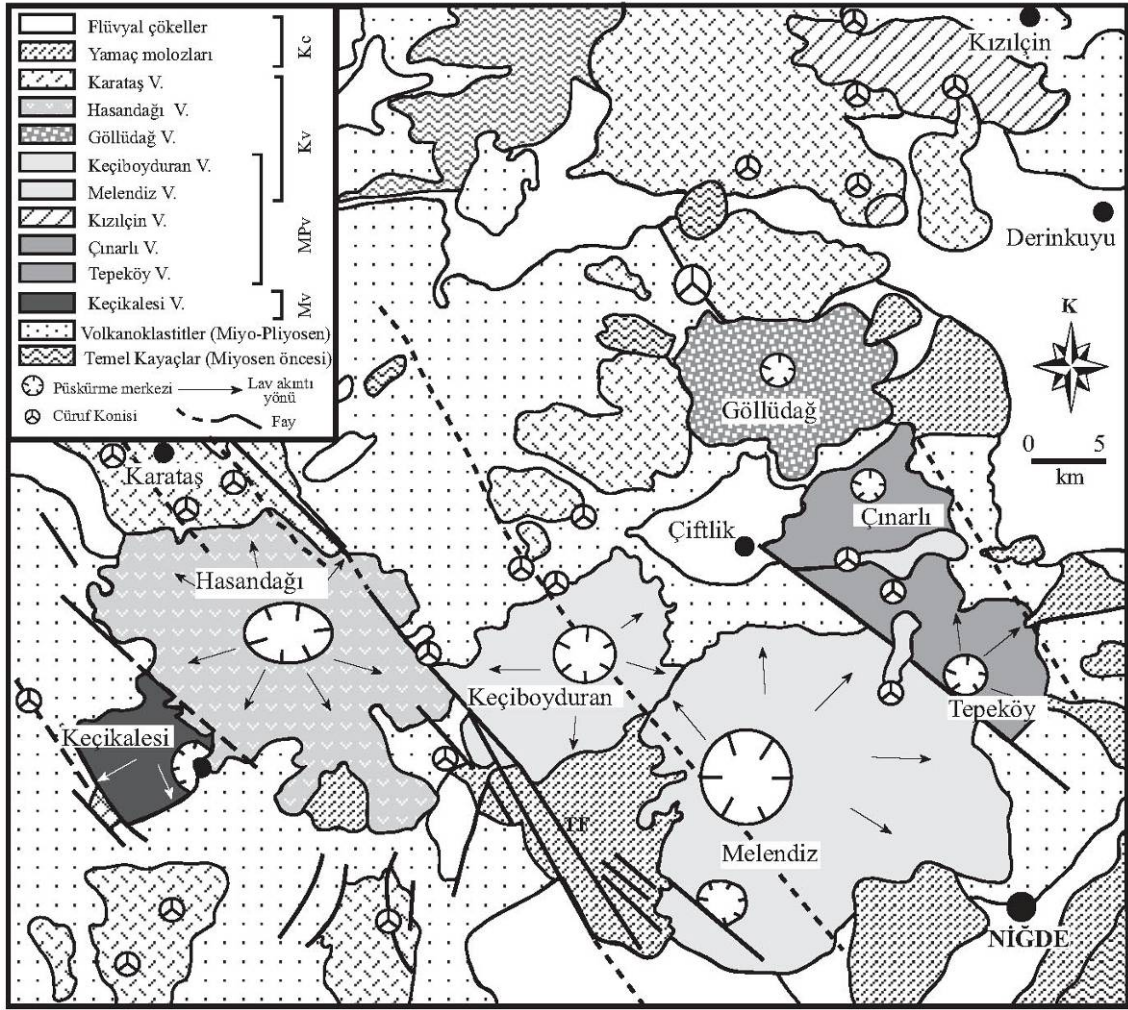 Flüvyal çökeller
Yamaç molozları
Kç
Karataş V.
Hasandağı V.
Göllüdağ V.
Keçiboyduran V.
Melendiz V.
Kv
Kızılçin V.
Çınarlı V.
Tepeköy V.
MPv
Keçikalesi V.
Mv
Volkanoklastitler (Miyo-Pliyosen)
Temel Kayaçlar (Miyosen öncesi)
Püskürme merkezi
Lav akıntı
yönü
Cüruf Konisi
Fay
Kızılçin
Derinkuyu
K
0 5
km
Göllüdağ
Karataş
Çınarlı
Çiftlik
Hasandağı
Keçiboyduran
Tepeköy
Keçikalesi
TF
Melendiz
NİĞDE